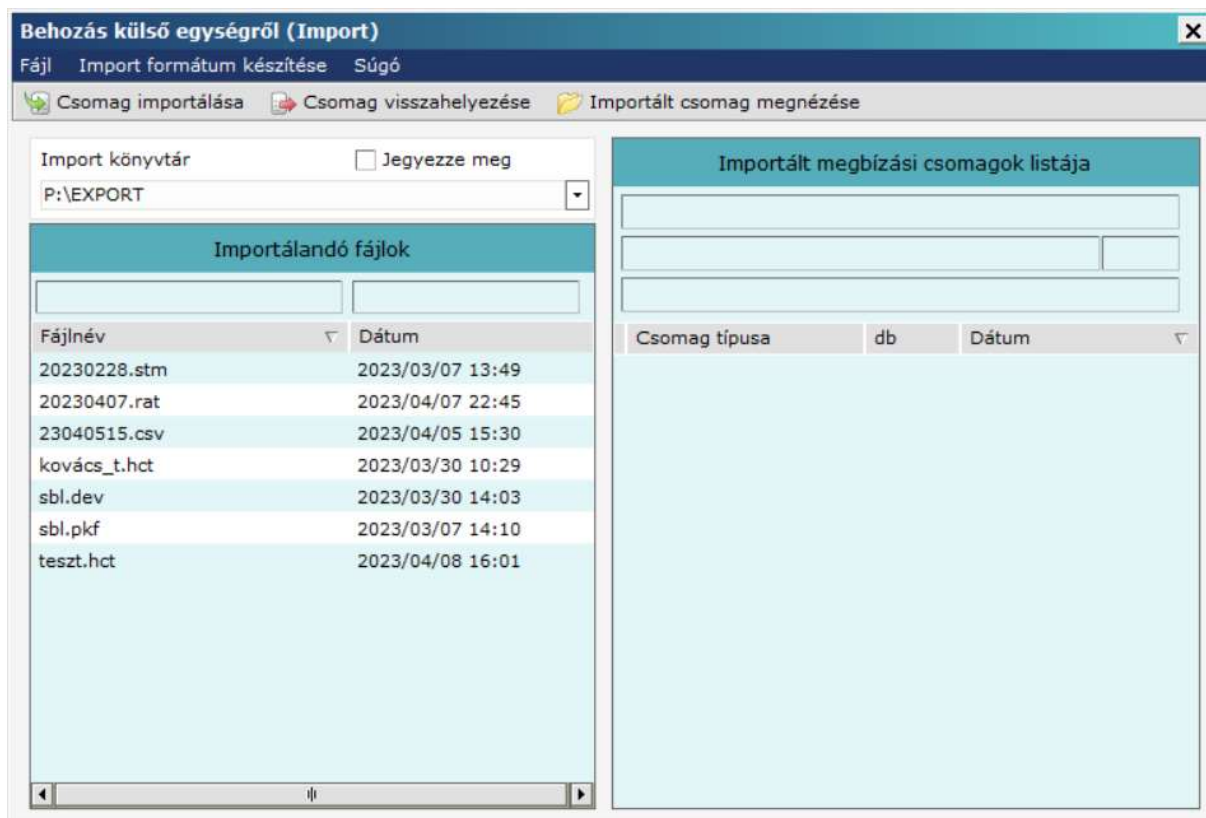 Behozás külső egységről (Import)
Fájl Import formátum készítése Súgó
Csomag importálása Csomag visszahelyezése Importált csomag megnézése
Import könyvtár Jegyezze meg
P:\EXPORT
Importálandó fájlok
Fájlnév Dátum
20230228.stm 2023/03/07 13:49
20230407.rat 2023/04/07 22:45
23040515.csv 2023/04/05 15:30
kovács_t.hct 2023/03/30 10:29
sbl.dev 2023/03/30 14:03
sbl.pkf 2023/03/07 14:10
teszt.hct 2023/04/08 16:01
Importált megbízási csomagok listája
Csomag típusa db Dátum